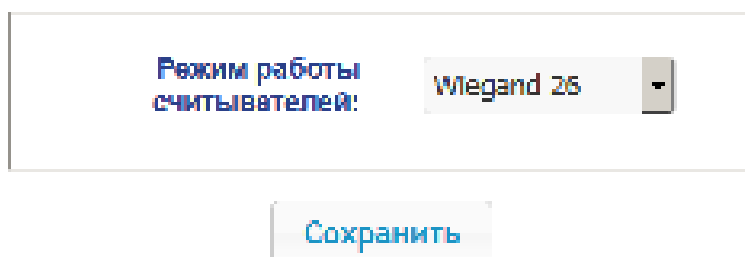 Режим работы
считывателей:
Wiegand 26
Сохранить